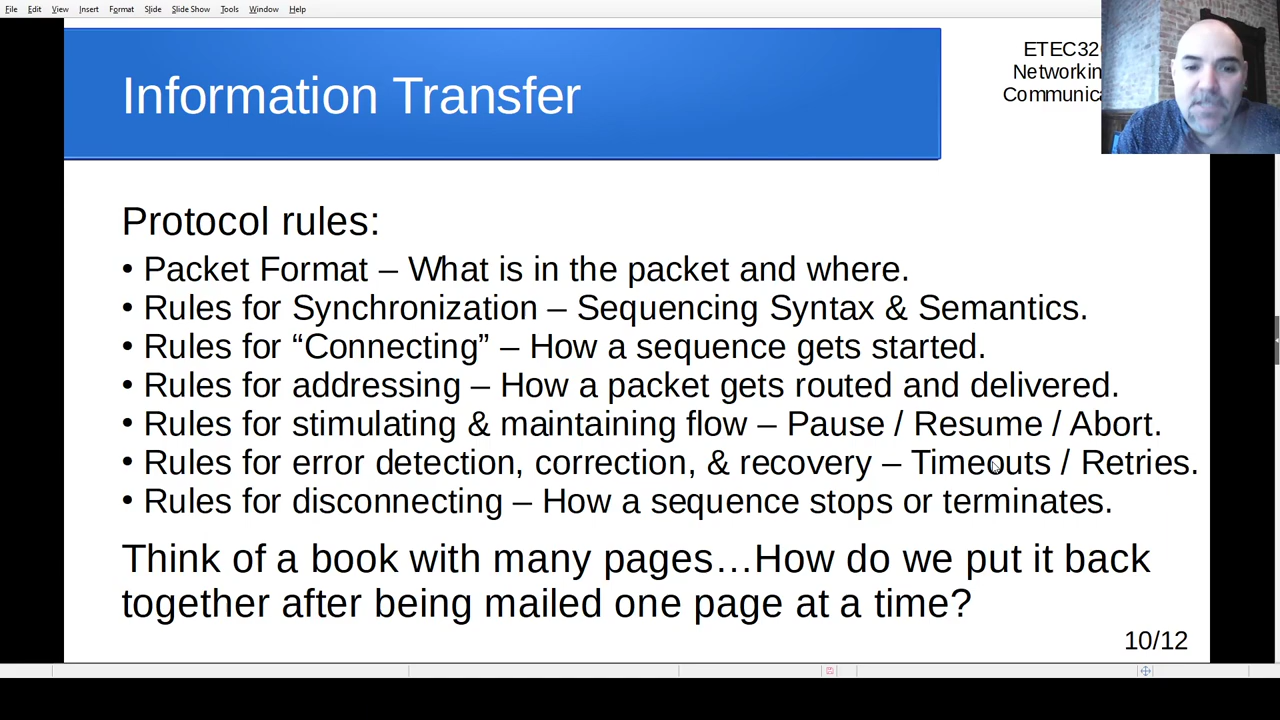 File Edit View Insert Format Slide Slide Show Tools Window Help
Information Transfer
ETEC32
Networkin
Communica
Protocol rules:
• Packet Format – What is in the packet and where.
• Rules for Synchronization – Sequencing Syntax & Semantics.
• Rules for “Connecting” – How a sequence gets started.
• Rules for addressing – How a packet gets routed and delivered.
• Rules for stimulating & maintaining flow – Pause / Resume / Abort.
• Rules for error detection, correction, & recovery – Timeouts / Retries.
• Rules for disconnecting – How a sequence stops or terminates.
Think of a book with many pages…How do we put it back
together after being mailed one page at a time?
10/12